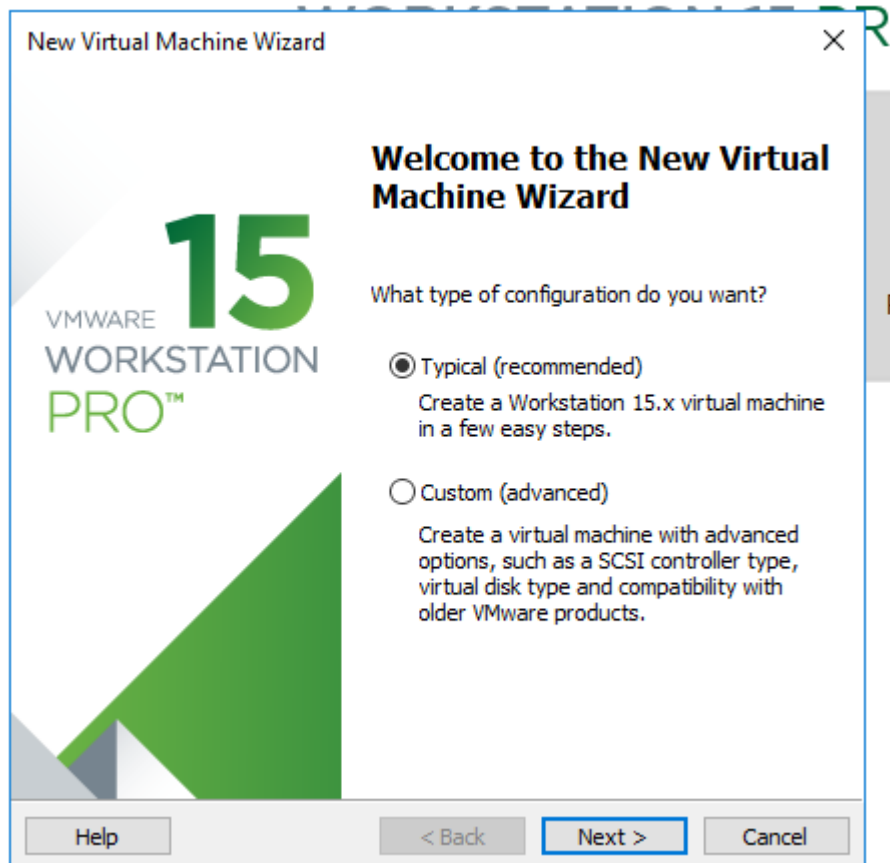 New Virtual Machine Wizard
Welcome to the New Virtual
Machine Wizard
15
VMWARE
WORKSTATION
PRO™
What type of configuration do you want?
Typical (recommended)
Create a Workstation 15.x virtual machine
in a few easy steps.
Custom (advanced)
Create a virtual machine with advanced
options, such as a SCSI controller type,
virtual disk type and compatibility with
older VMware products.
Help
< Back
Next >
Cancel